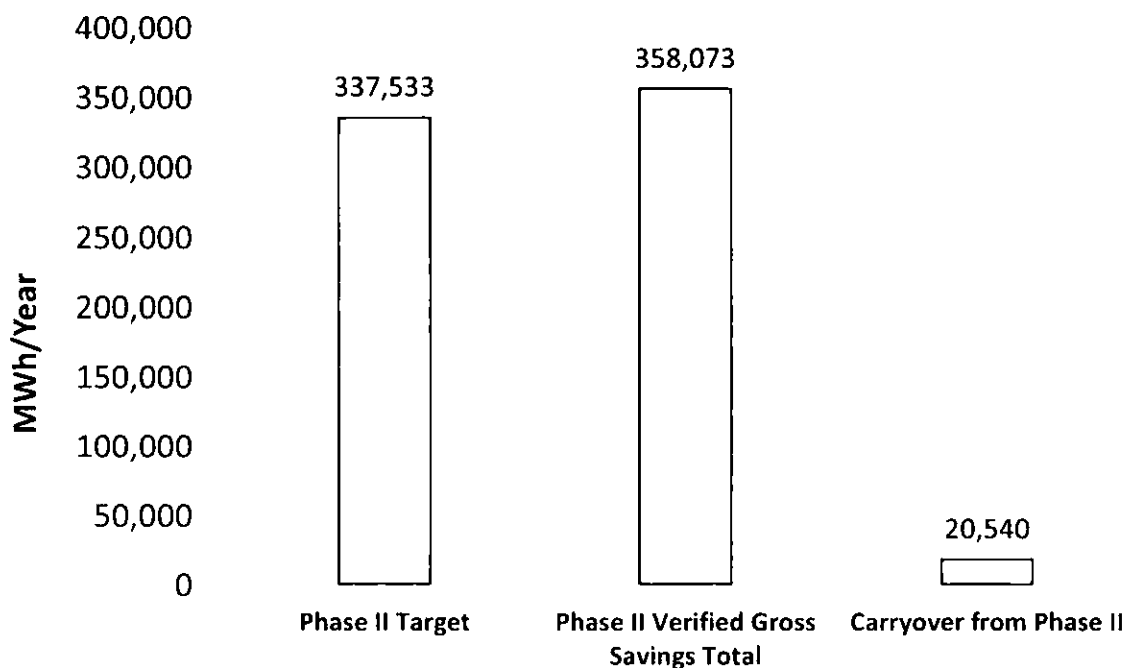 400,000
350,000
300,000
250,000
200,000
150,000
100,000
50,000
0
MWh/Year
337,533
358,073
20,540
Phase II Target
Phase II Verified Gross
Savings Total
Carryover from Phase II